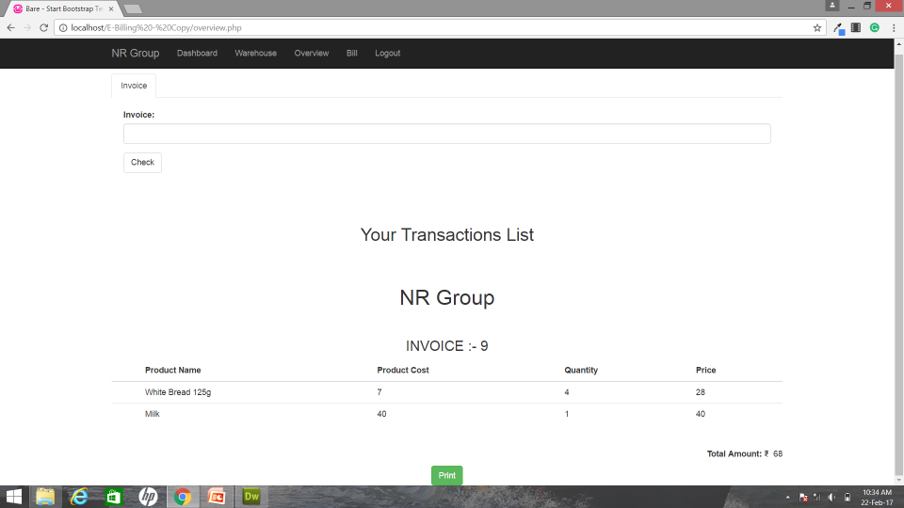 Bare - Start Bootstrap Te
localhost/E-Billing%20-%20Copy/overview.php
NR Group Dashboard Warehouse Overview Bill Logout
Invoice
Invoice:
Check
Your Transactions List
NR Group
INVOICE :- 9
Product Name Product Cost Quantity Price
White Bread 125g 7 4 28
Milk 40 1 40
Total Amount: ₹ 68
Print
hp
Dw
10:34 AM
22-Feb-17